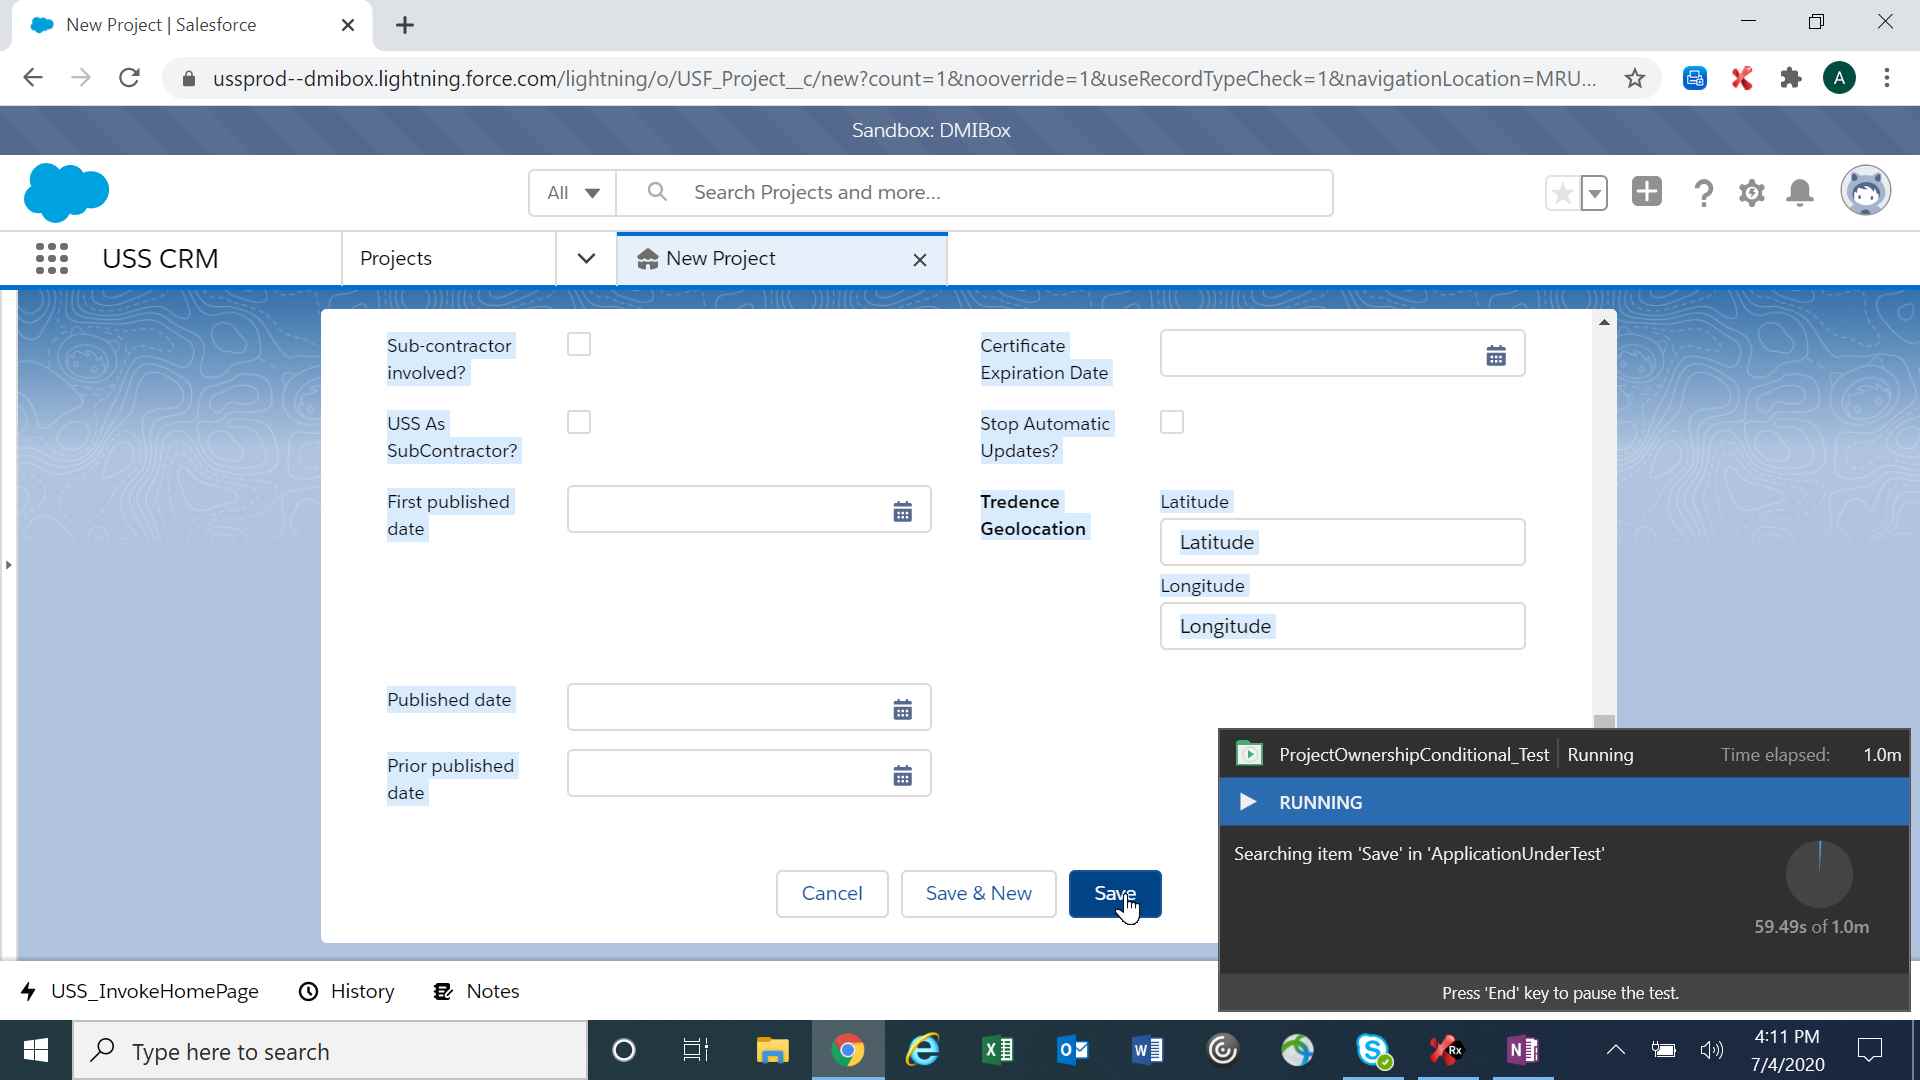 New Project | Salesforce
ussprod--dmibox.lightning.force.com/lightning/o/USF_Project__c/new?count=1&nooverride=1&useRecordTypeCheck=1&navigationLocation=MRU...
A
Sandbox: DMIBox
All
Search Projects and more...
USS CRM
Projects
New Project
Sub-contractor
involved?
Certificate
Expiration Date
USS As
SubContractor?
Stop Automatic
Updates?
First published
date
Tredence
Geolocation
Latitude
Latitude
Longitude
Longitude
Published date
Prior published
date
Cancel
Save & New
Save
ProjectOwnershipConditional_Test
Running
Time elapsed:
1.0m
RUNNING
Searching item 'Save' in 'ApplicationUnderTest'
59.49s of 1.0m
Press 'End' key to pause the test.
USS_InvokeHomePage
History
Notes
Type here to search
4:11 PM
7/4/2020